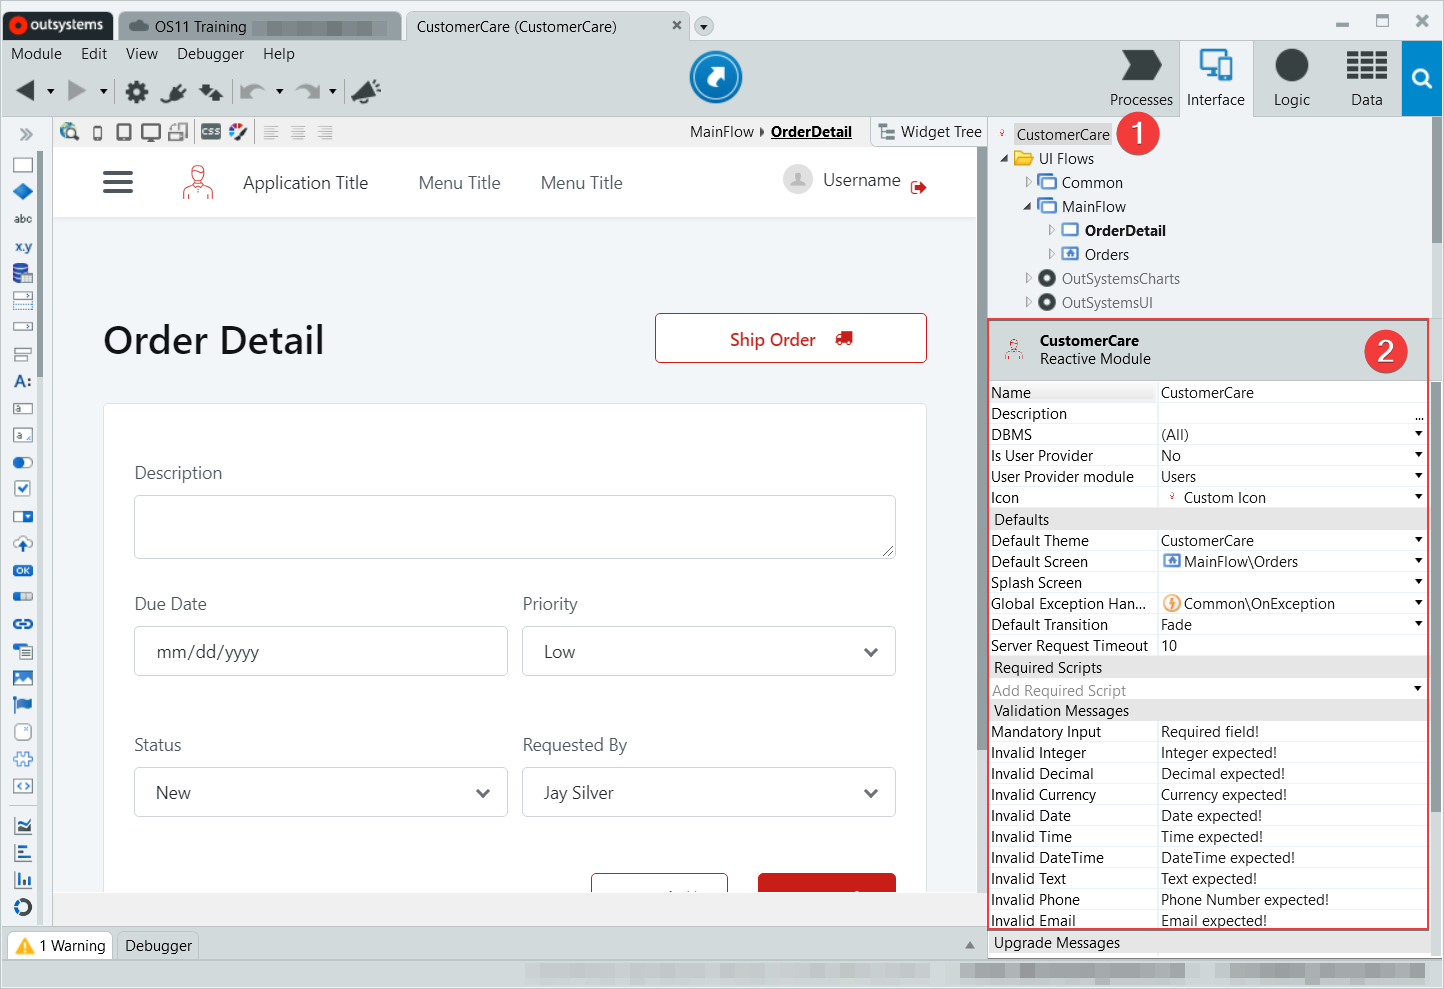 outsystems
OS11 Training
CustomerCare (CustomerCare)
Module Edit View Debugger Help
Processes Interface Logic Data
CSS
MainFlow OrderDetail
Widget Tree
CustomerCare
1
UI Flows
Common
MainFlow
OrderDetail
Orders
OutSystemsCharts
OutSystemsUI
abc
x.y
A:
a
a
OK
Application Title Menu Title Menu Title Username
Order Detail
Ship Order
Description
Due Date Priority
mm/dd/yyyy Low
Status Requested By
New Jay Silver
CustomerCare
Reactive Module
2
Name CustomerCare
Description ...
DBMS (All)
Is User Provider No
User Provider module Users
Icon Custom Icon
Defaults
Default Theme CustomerCare
Default Screen MainFlow\Orders
Splash Screen
Global Exception Han... Common\OnException
Default Transition Fade
Server Request Timeout 10
Required Scripts
Add Required Script
Validation Messages
Mandatory Input Required field!
Invalid Integer Integer expected!
Invalid Decimal Decimal expected!
Invalid Currency Currency expected!
Invalid Date Date expected!
Invalid Time Time expected!
Invalid DateTime DateTime expected!
Invalid Text Text expected!
Invalid Phone Phone Number expected!
Invalid Email Email expected!
Upgrade Messages
1 Warning Debugger